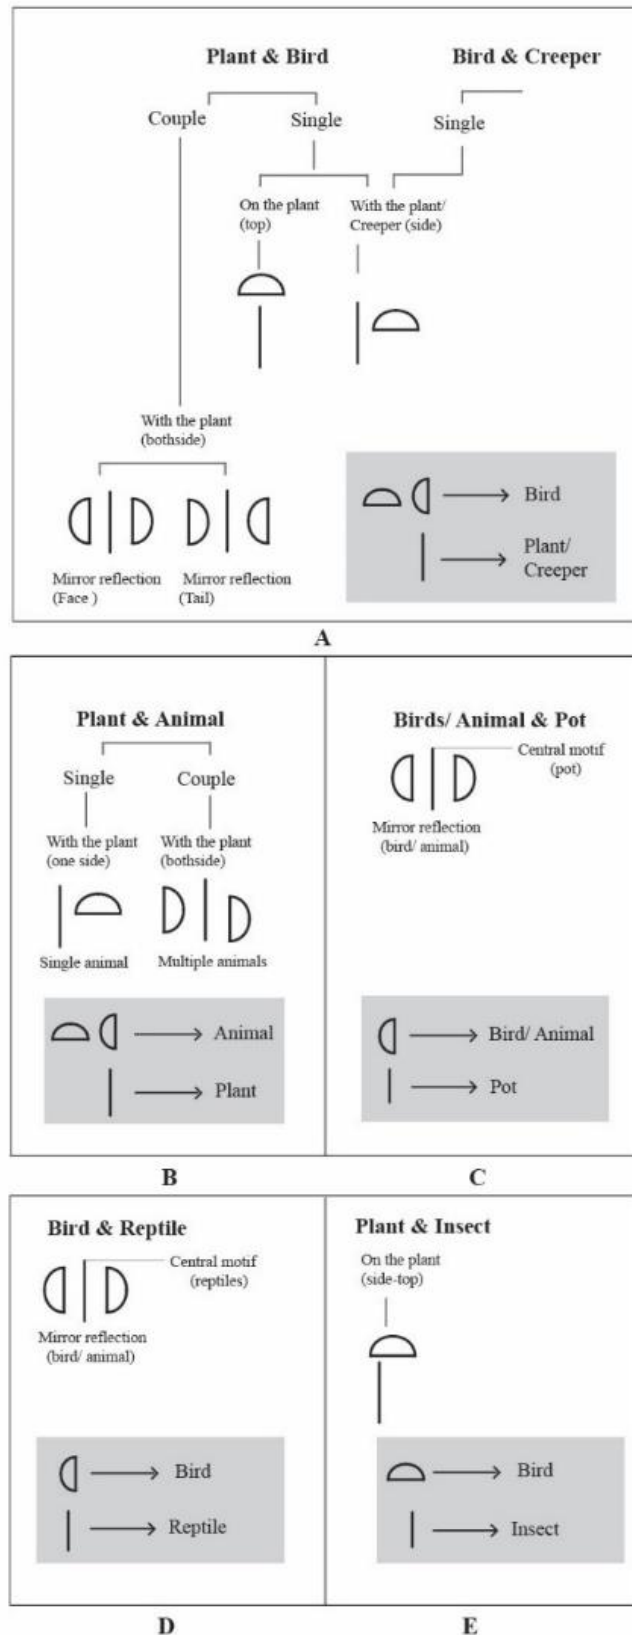 Plant & Bird
Bird & Creeper
Couple
Single
Single
On the plant
(top)
With the plant/
Creeper (side)
With the plant
(bothside)
Mirror reflection
(Face )
Mirror reflection
(Tail)
Bird
Plant/
Creeper
A
Plant & Animal
Single
Couple
With the plant
(one side)
With the plant
(bothside)
Single animal
Multiple animals
Animal
Plant
B
Birds/ Animal & Pot
Central motif
(pot)
Mirror reflection
(bird/ animal)
Bird/ Animal
Pot
C
Bird & Reptile
Central motif
(reptiles)
Mirror reflection
(bird/ animal)
Bird
Reptile
D
Plant & Insect
On the plant
(side-top)
Bird
Insect
E